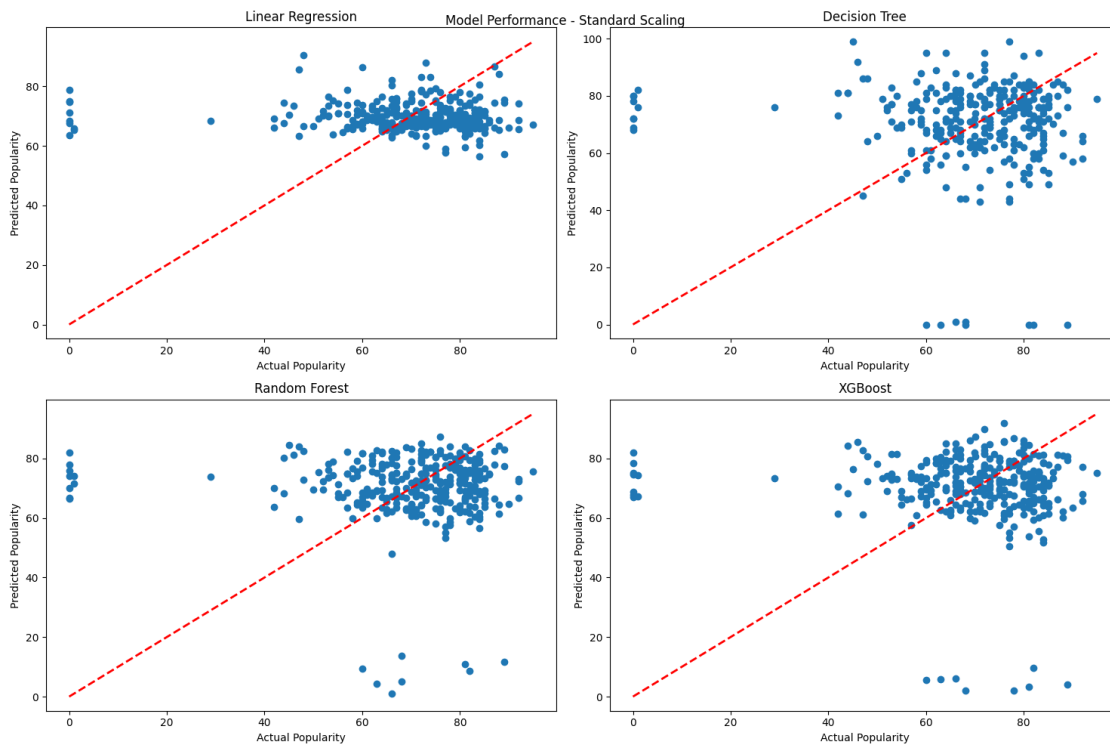 Model Performance - Standard Scaling
Linear Regression
Predicted Popularity
80
60
40
20
0
0 20 40 60 80
Actual Popularity
Decision Tree
Predicted Popularity
100
80
60
40
20
0
0 20 40 60 80
Actual Popularity
Random Forest
Predicted Popularity
80
60
40
20
0
0 20 40 60 80
Actual Popularity
XGBoost
Predicted Popularity
80
60
40
20
0
0 20 40 60 80
Actual Popularity